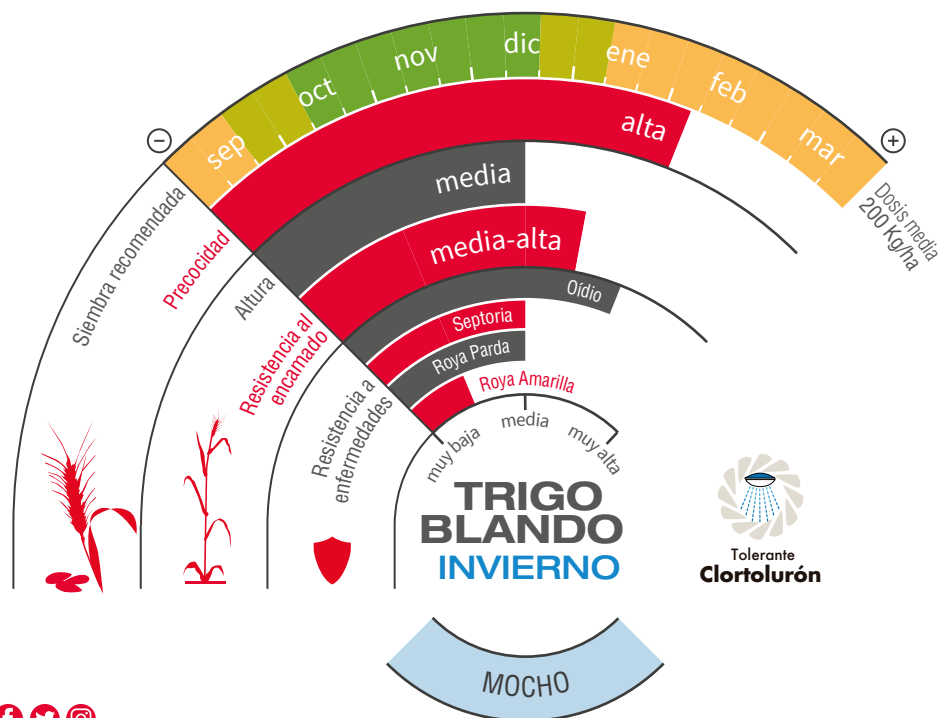 sep
oct
nov
dic
ene
feb
mar
−
+
Dosis media
200 Kg/ha
Siembra recomendada
Precocidad
alta
Altura
media
Resistencia al
encamado
media-alta
Resistencia a
enfermedades
Oídio
Septoria
Roya Parda
Roya Amarilla
muy baja
media
muy alta
TRIGO
BLANDO
INVIERNO
Tolerante
Clortolurón
MOCHO